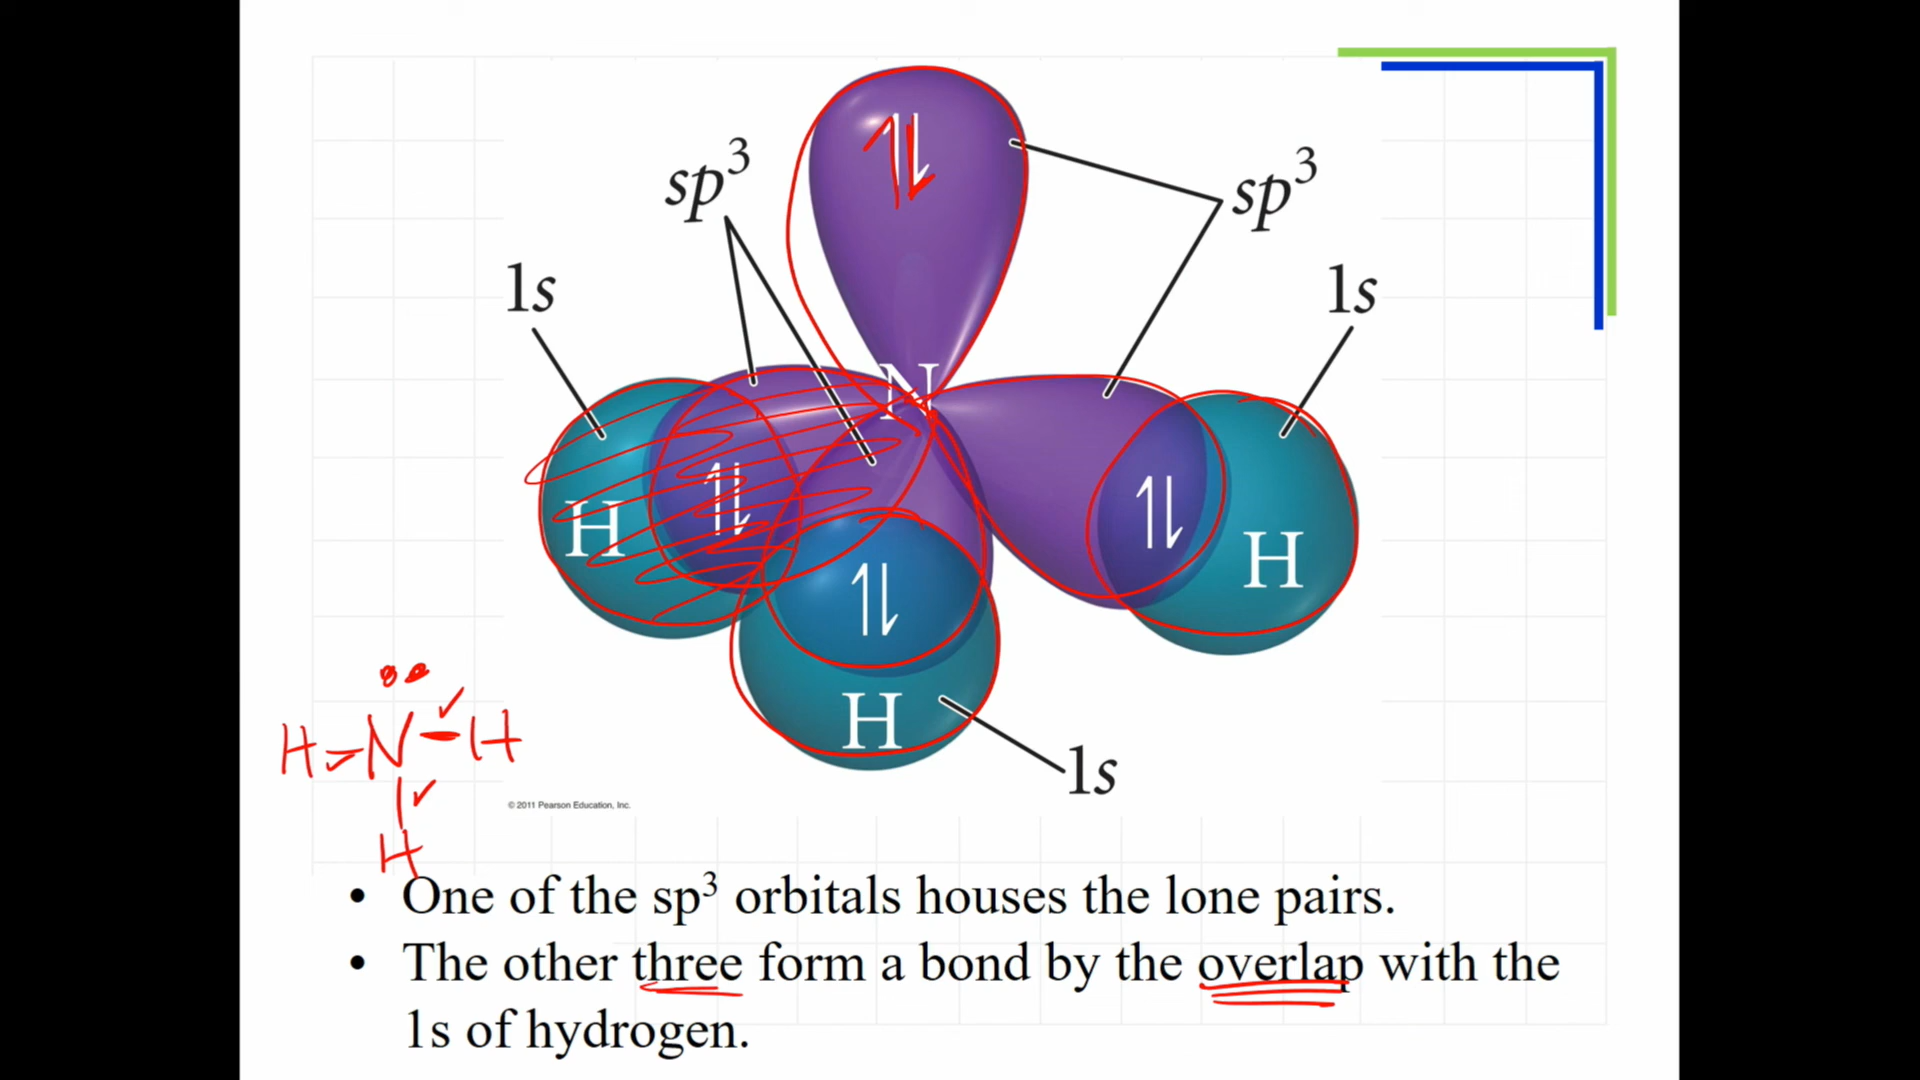 sp³
sp³
1s
1s
N
H
H
H
1s
H-N-H
H
© 2011 Pearson Education, Inc.
• One of the sp³ orbitals houses the lone pairs.
• The other three form a bond by the overlap with the
1s of hydrogen.